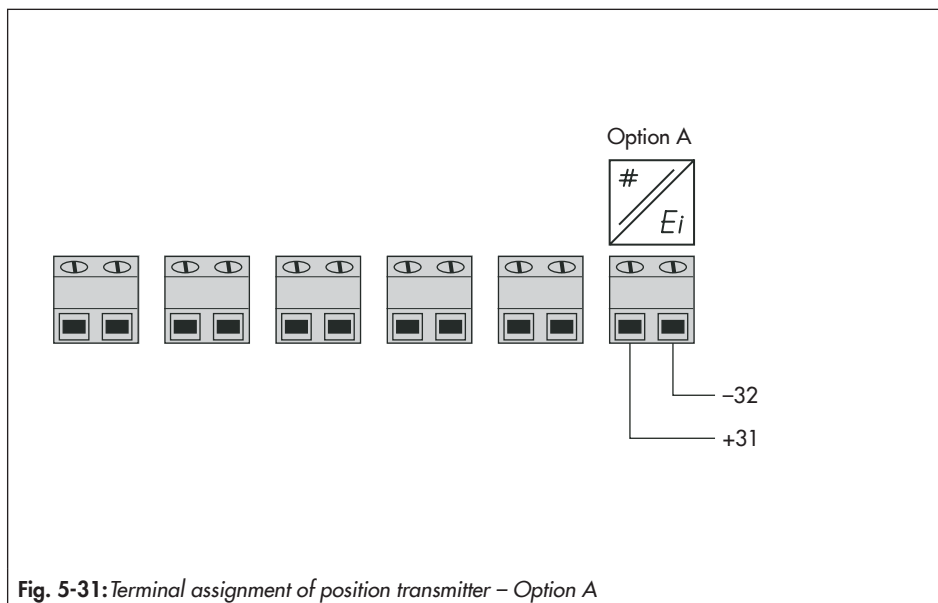 Option A
#
Ei
–32
+31
Fig. 5-31: Terminal assignment of position transmitter – Option A